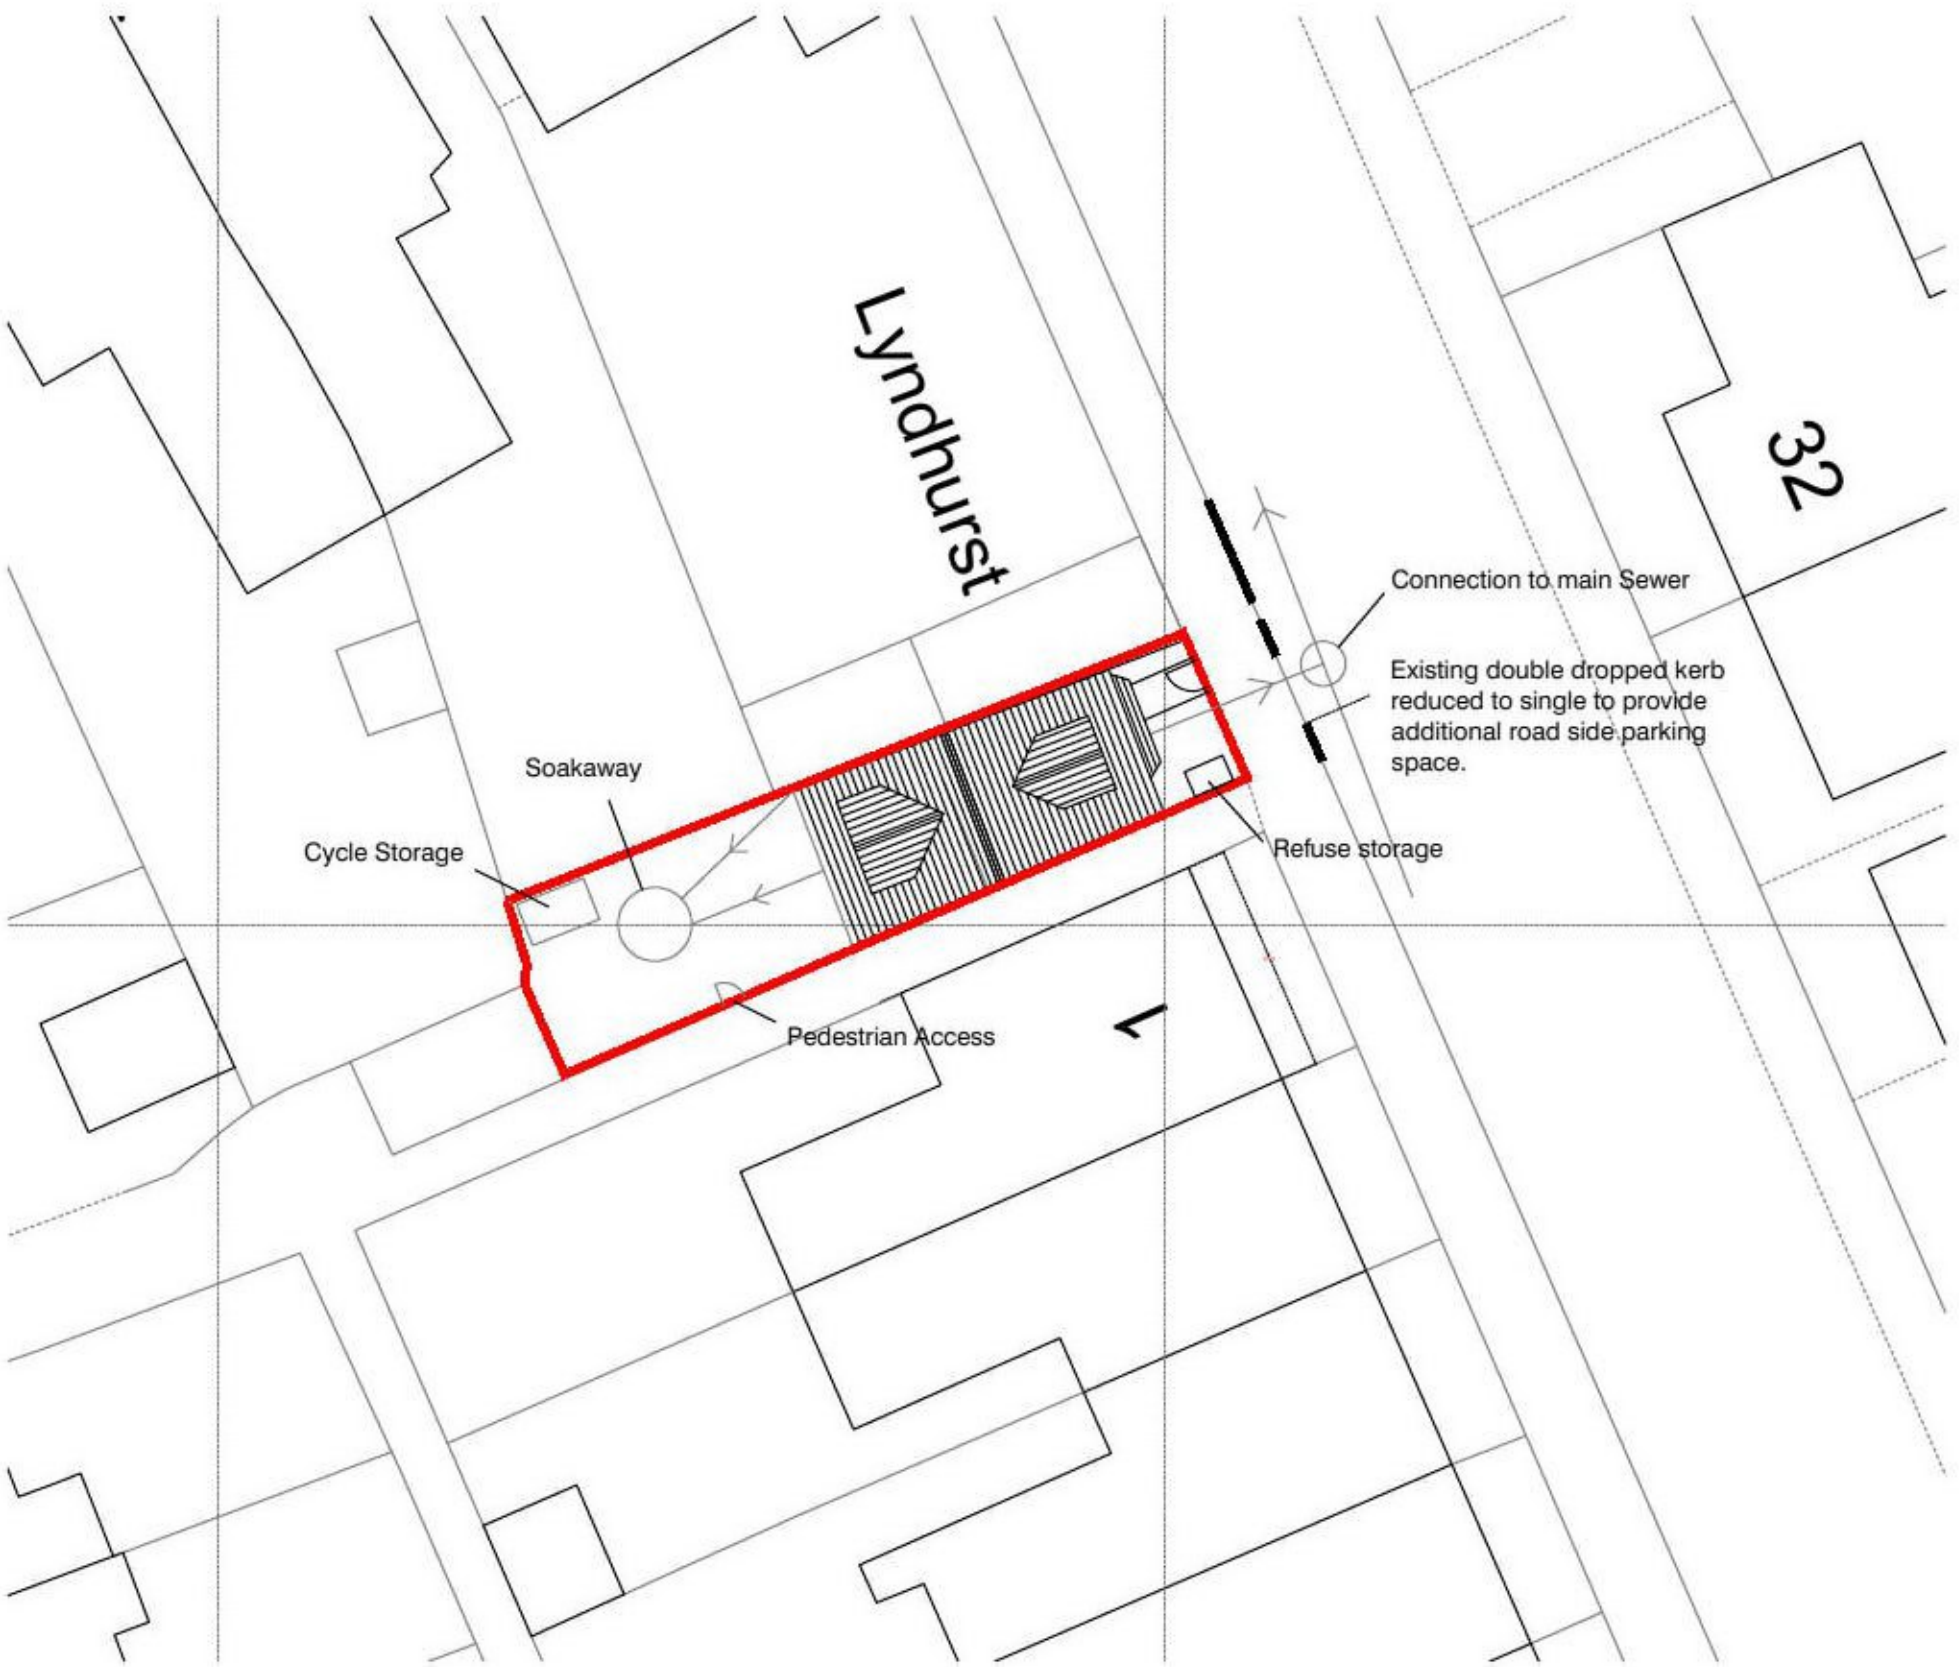 Lyndhurst
32
Connection to main Sewer
Existing double dropped kerb
reduced to single to provide
additional road side parking
space.
Soakaway
Cycle Storage
Refuse storage
Pedestrian Access
1